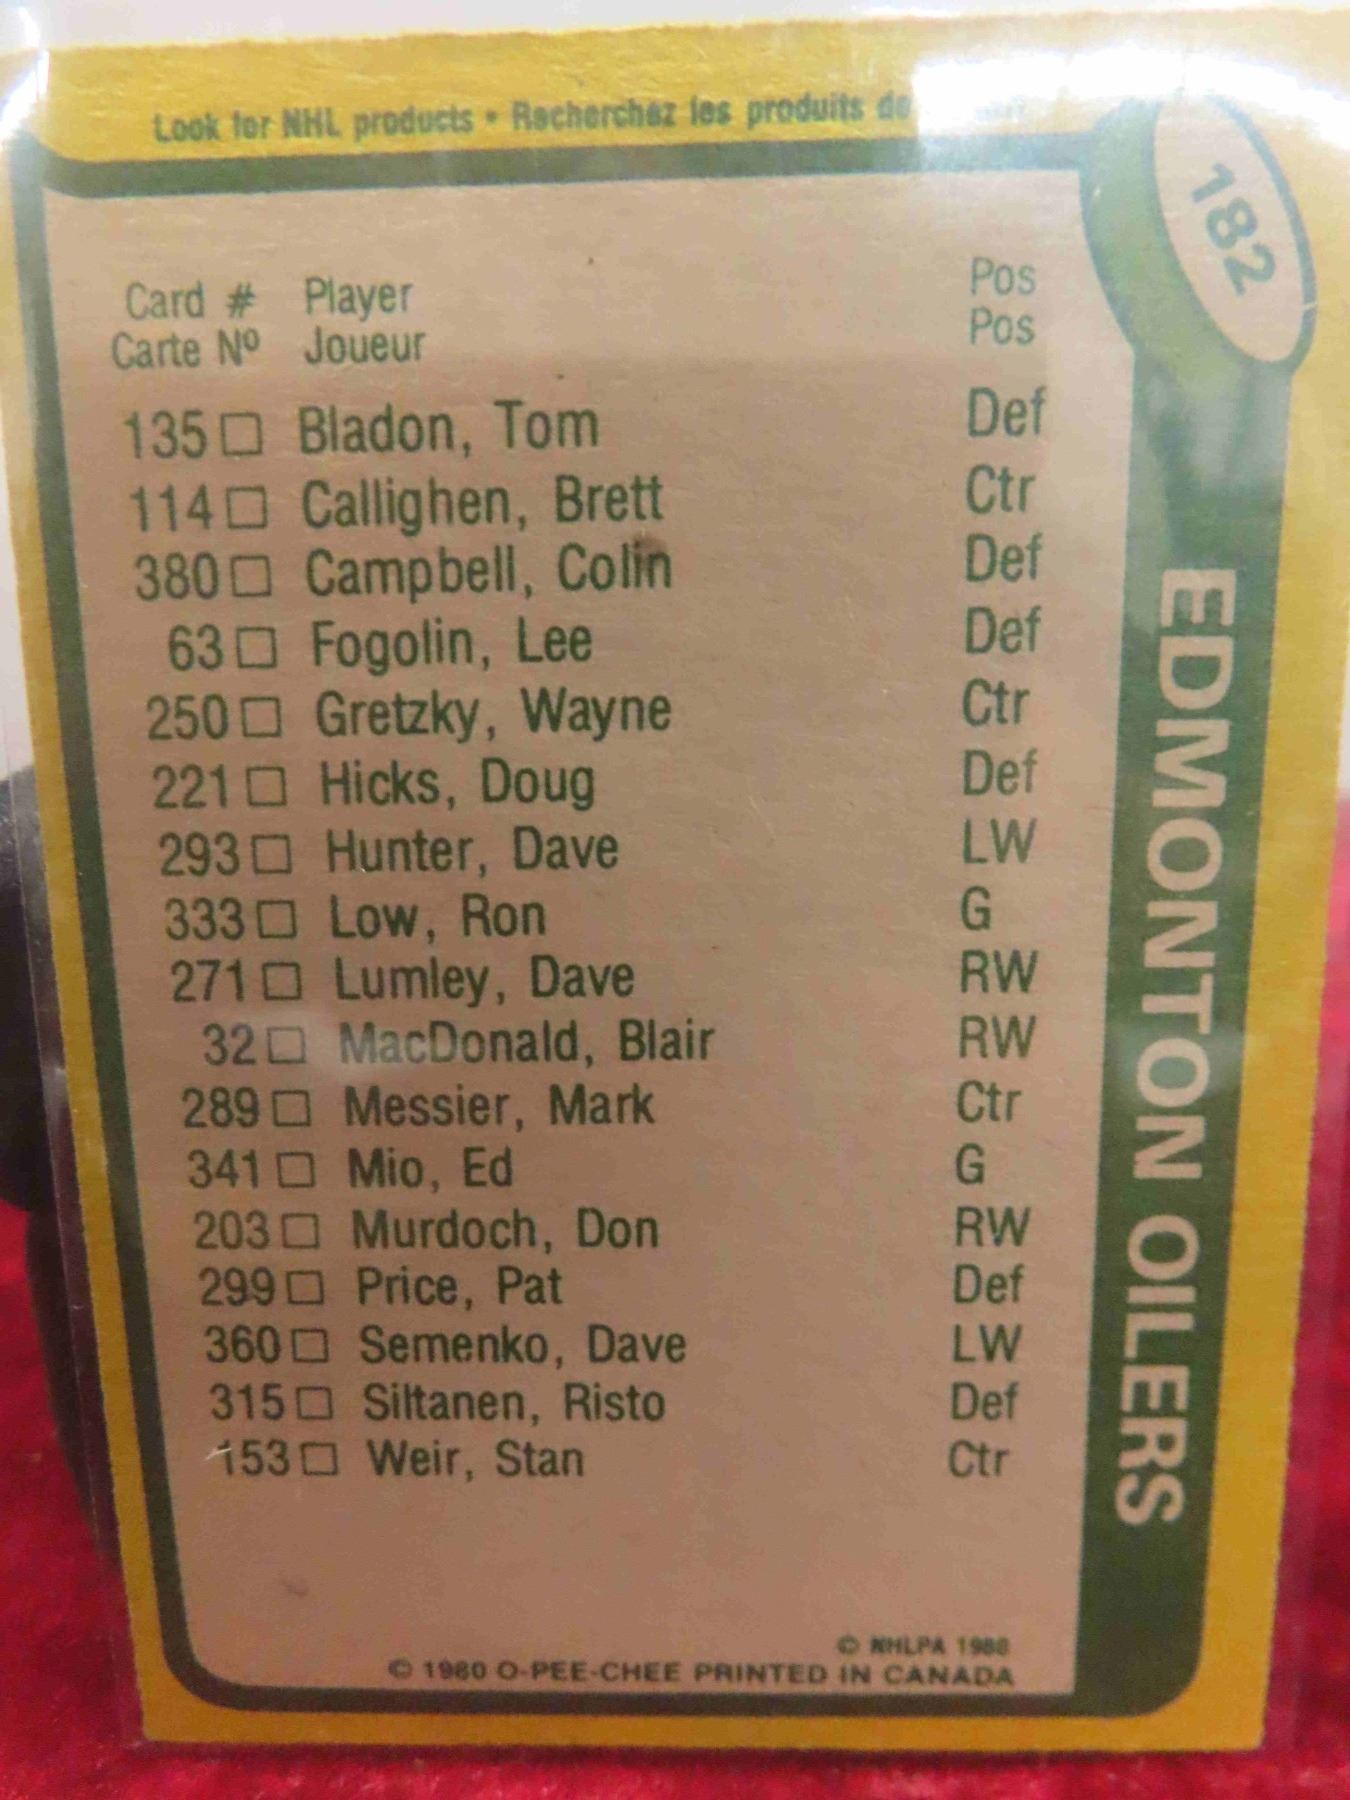 Look for NHL products • Recherchez les produits de
182
Card # Player Pos
Carte Nº Joueur Pos
135 □ Bladon, Tom Def
114 □ Callighen, Brett Ctr
380 □ Campbell, Colin Def
63 □ Fogolin, Lee Def
250 □ Gretzky, Wayne Ctr
221 □ Hicks, Doug Def
293 □ Hunter, Dave LW
333 □ Low, Ron G
271 □ Lumley, Dave RW
32 □ MacDonald, Blair RW
289 □ Messier, Mark Ctr
341 □ Mio, Ed G
203 □ Murdoch, Don RW
299 □ Price, Pat Def
360 □ Semenko, Dave LW
315 □ Siltanen, Risto Def
153 □ Weir, Stan Ctr
EDMONTON OILERS
© NHLPA 1980
© 1980 O-PEE-CHEE PRINTED IN CANADA